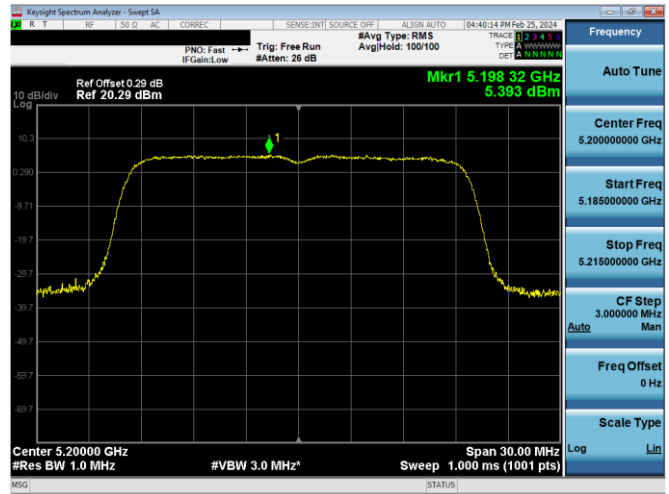 Keysight Spectrum Analyzer - Swept SA
R T RF 50 Ω AC CORREC SENSE:INT SOURCE OFF ALIGN AUTO 04:40:14 PM Feb 25, 2024
#Avg Type: RMS
Avg|Hold: 100/100
PNO: Fast
IFGain:Low
Trig: Free Run
#Atten: 26 dB
TRACE 1 2 3 4 5 6
TYPE A WWWWW
DET A N N N N N
Mkr1 5.198 32 GHz
5.393 dBm
Ref Offset 0.29 dB
Ref 20.29 dBm
10 dB/div
Log
10.3
0.290
-9.71
-19.7
-29.7
-39.7
-49.7
-59.7
-69.7
1
Center 5.20000 GHz
#Res BW 1.0 MHz
#VBW 3.0 MHz*
Span 30.00 MHz
Sweep 1.000 ms (1001 pts)
MSG
STATUS
Frequency
Auto Tune
Center Freq
5.200000000 GHz
Start Freq
5.185000000 GHz
Stop Freq
5.215000000 GHz
CF Step
3.000000 MHz
Auto Man
Freq Offset
0 Hz
Scale Type
Log Lin